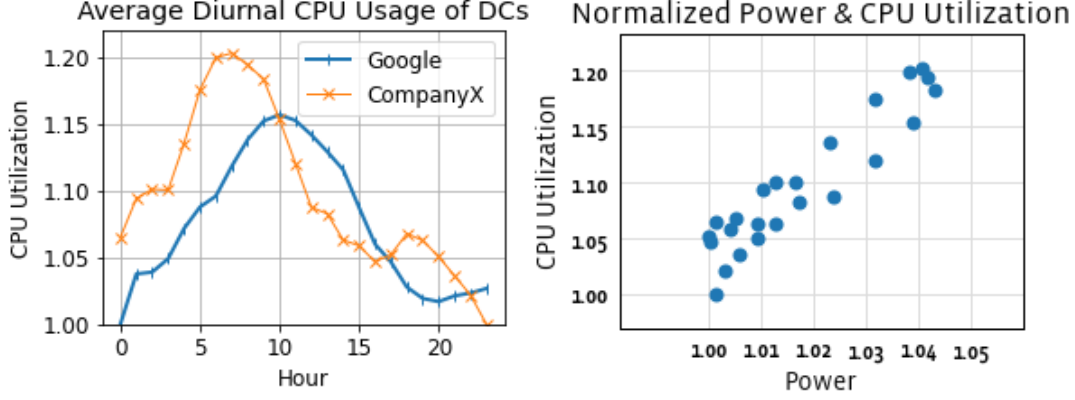 Average Diurnal CPU Usage of DCs
1.20
1.15
1.10
1.05
1.00
CPU Utilization
Google
CompanyX
0
5
10
15
20
Hour
Normalized Power & CPU Utilization
1.20
1.15
1.10
1.05
1.00
CPU Utilization
1.00
1.01
1.02
1.03
1.04
1.05
Power